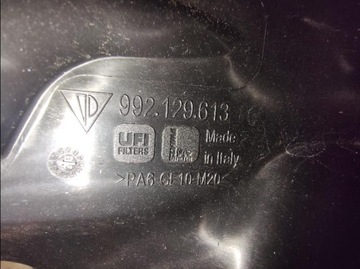 992.129.613
UFI
FILTERS
Made
in Italy
>PA6-GF10-M20<